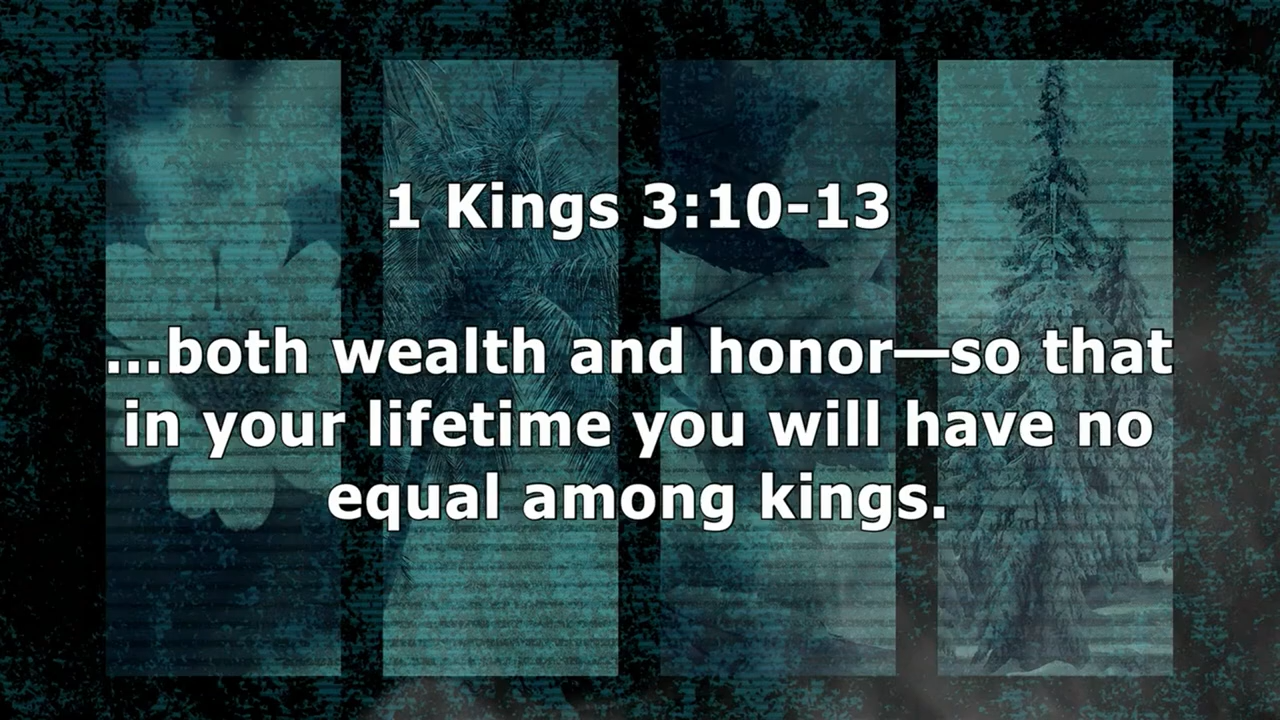 1 Kings 3:10-13
...both wealth and honor—so that
in your lifetime you will have no
equal among kings.